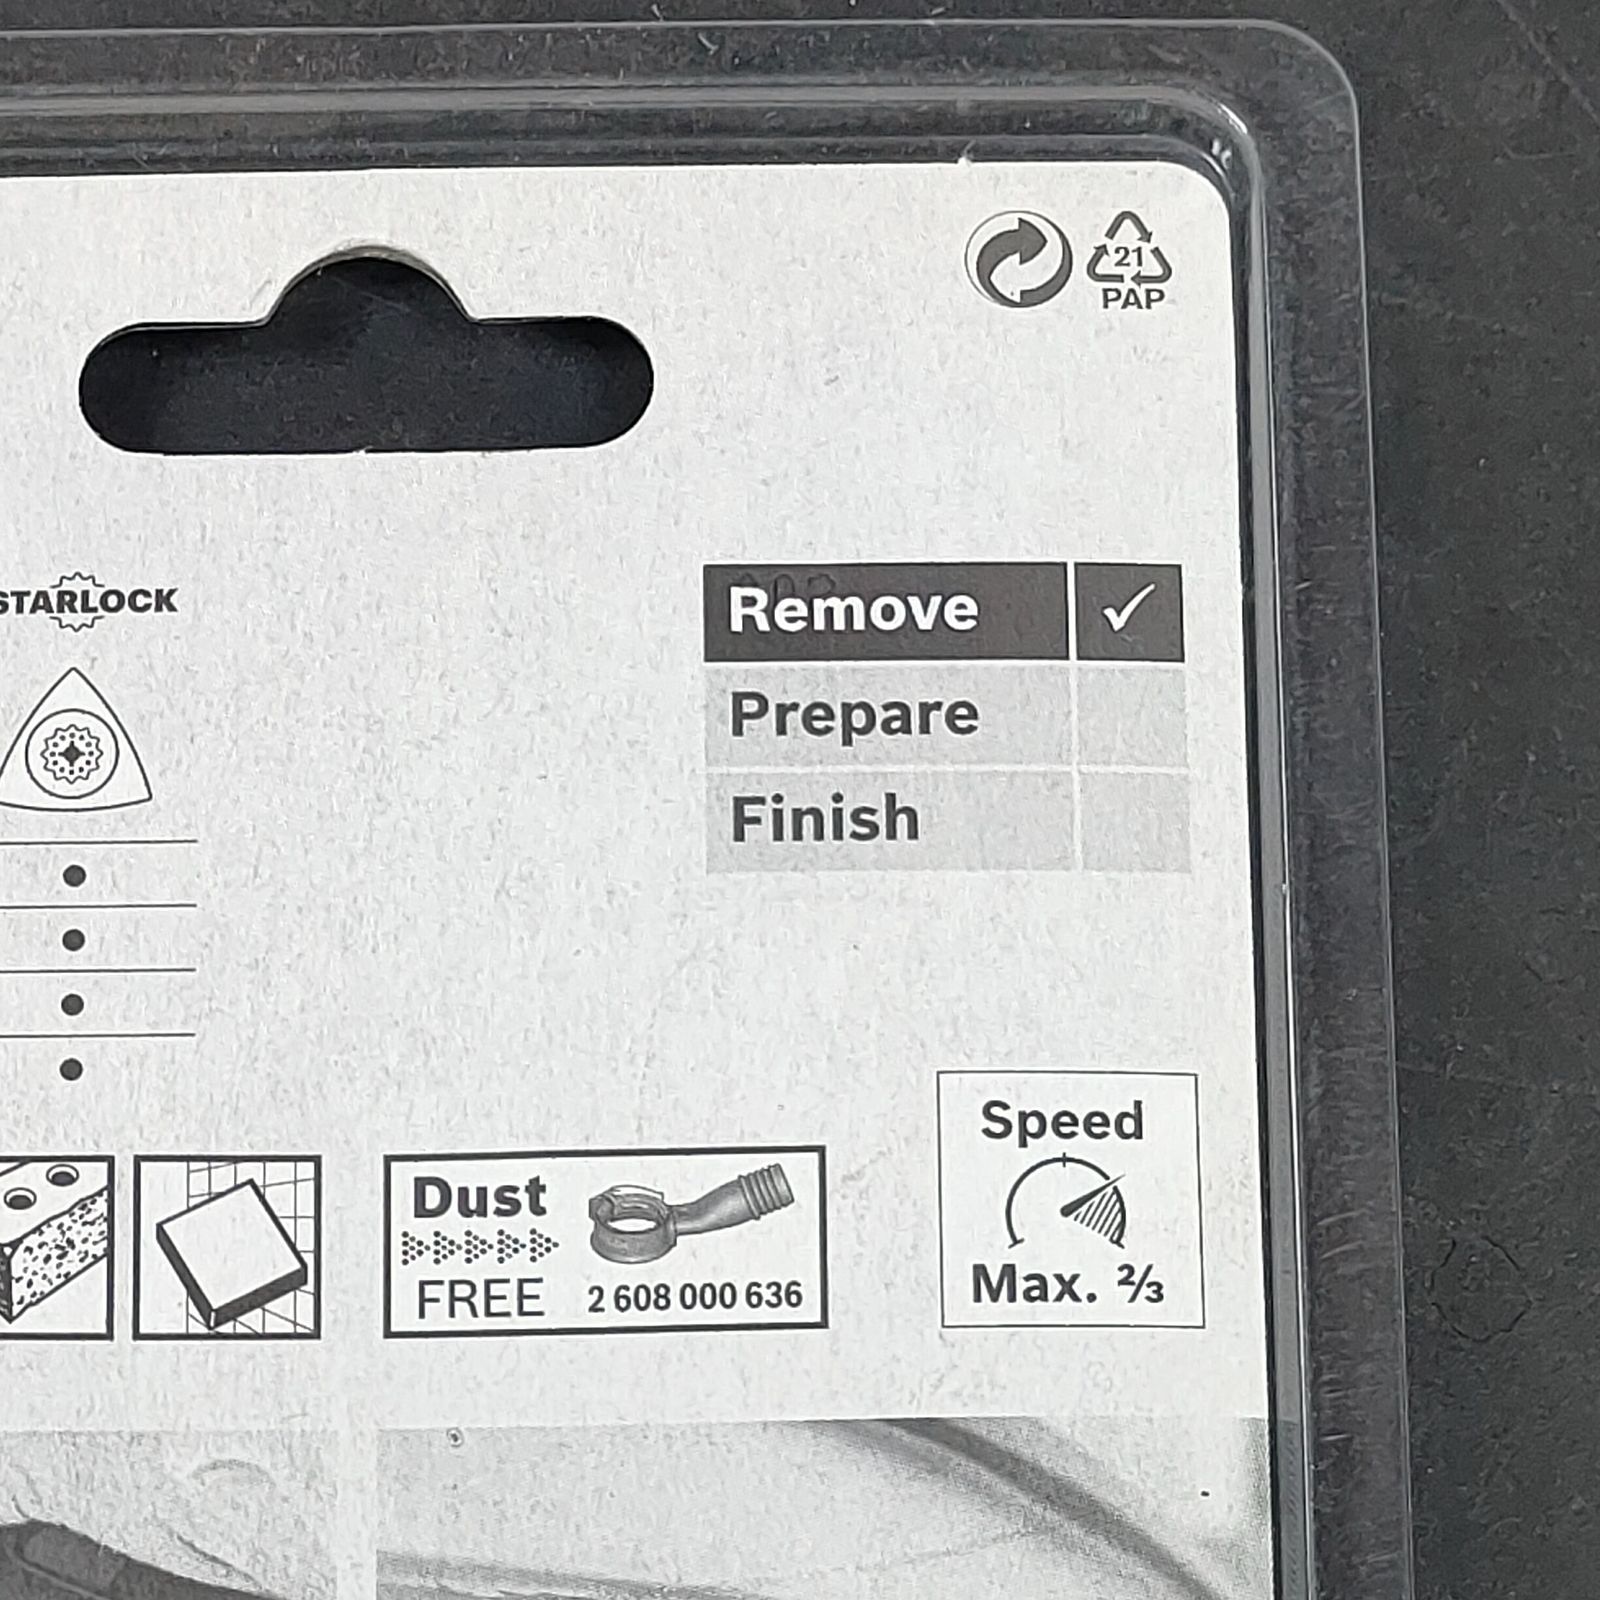 21
PAP
STARLOCK
Remove ✓
Prepare
Finish
Speed
Max. ⅔
Dust
FREE
2 608 000 636